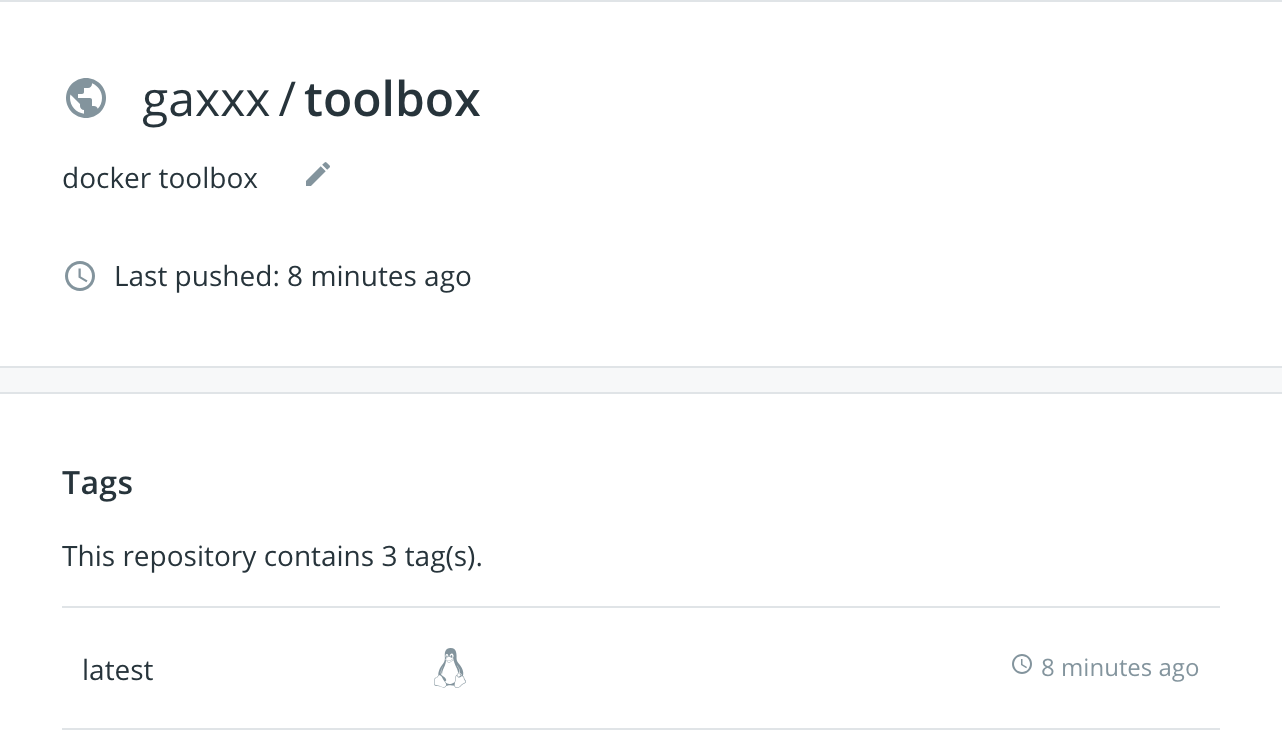 gaxxx / toolbox
docker toolbox
Last pushed: 8 minutes ago
Tags
This repository contains 3 tag(s).
latest 8 minutes ago